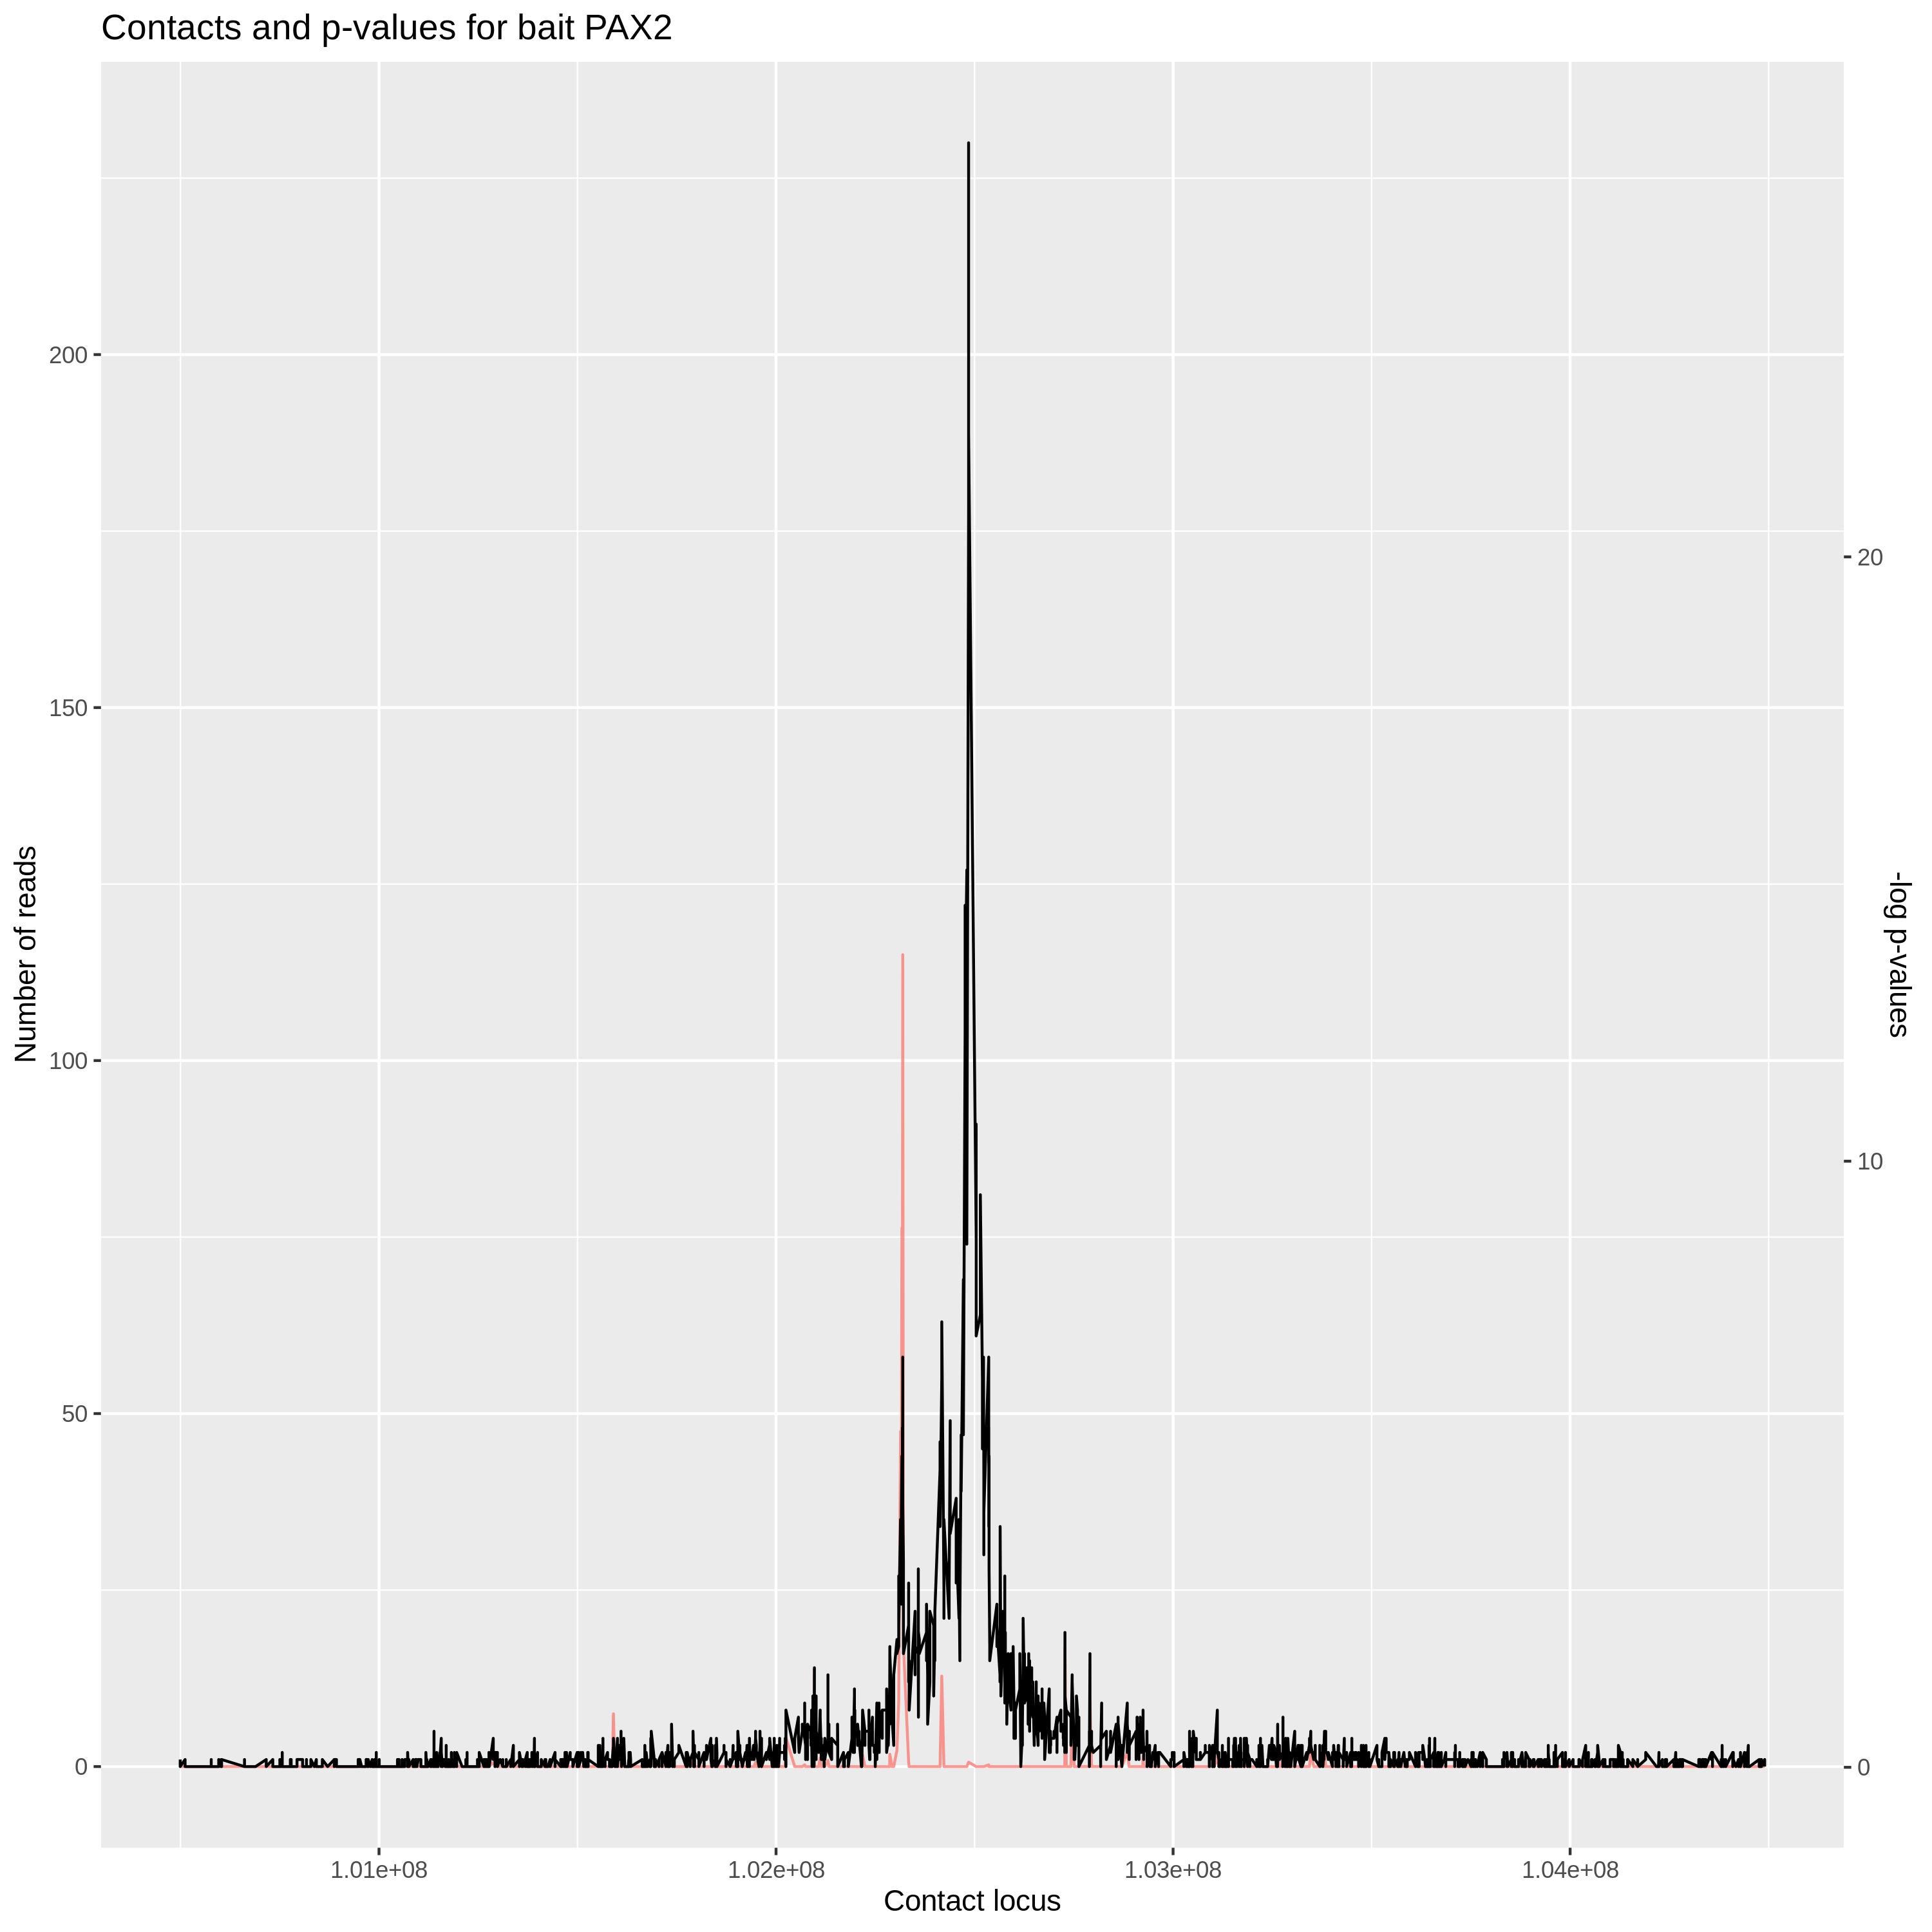 Contacts and p-values for bait PAX2
Number of reads
200
150
100
50
0
20
10
0
-log p-values
1.01e+08 1.02e+08 1.03e+08 1.04e+08
Contact locus